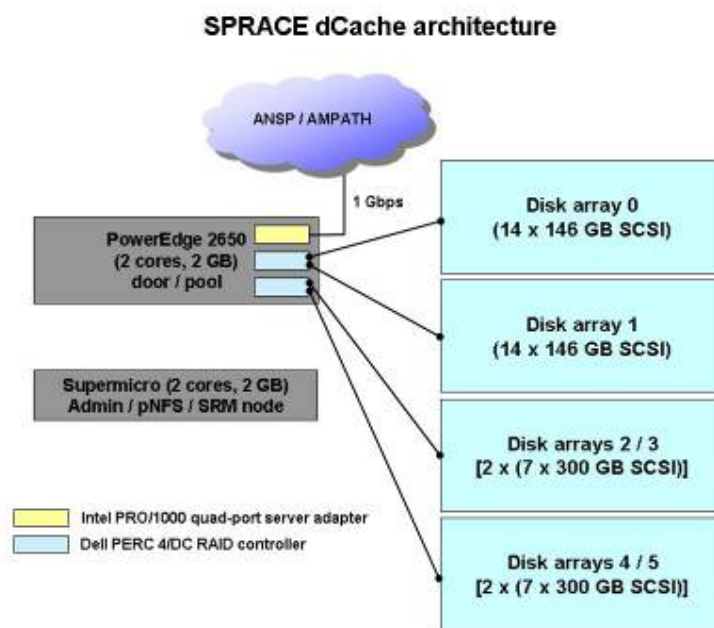 SPRACE dCache architecture
ANSP / AMPATH
1 Gbps
PowerEdge 2650
(2 cores, 2 GB)
door / pool
Supermicro (2 cores, 2 GB)
Admin / pNFS / SRM node
Disk array 0
(14 x 146 GB SCSI)
Disk array 1
(14 x 146 GB SCSI)
Disk arrays 2 / 3
[2 x (7 x 300 GB SCSI)]
Disk arrays 4 / 5
[2 x (7 x 300 GB SCSI)]
Intel PRO/1000 quad-port server adapter
Dell PERC 4/DC RAID controller